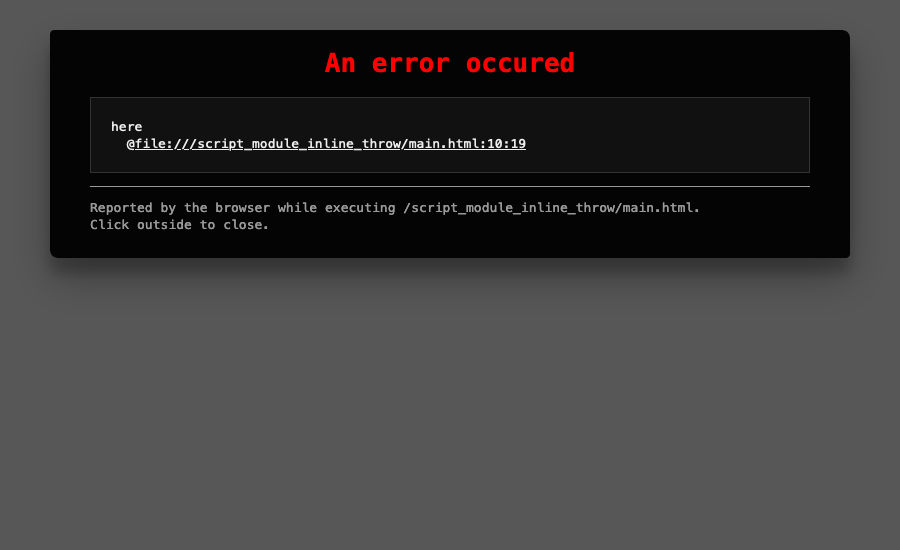 An error occured
here
@file:///script_module_inline_throw/main.html:10:19
Reported by the browser while executing /script_module_inline_throw/main.html.
Click outside to close.